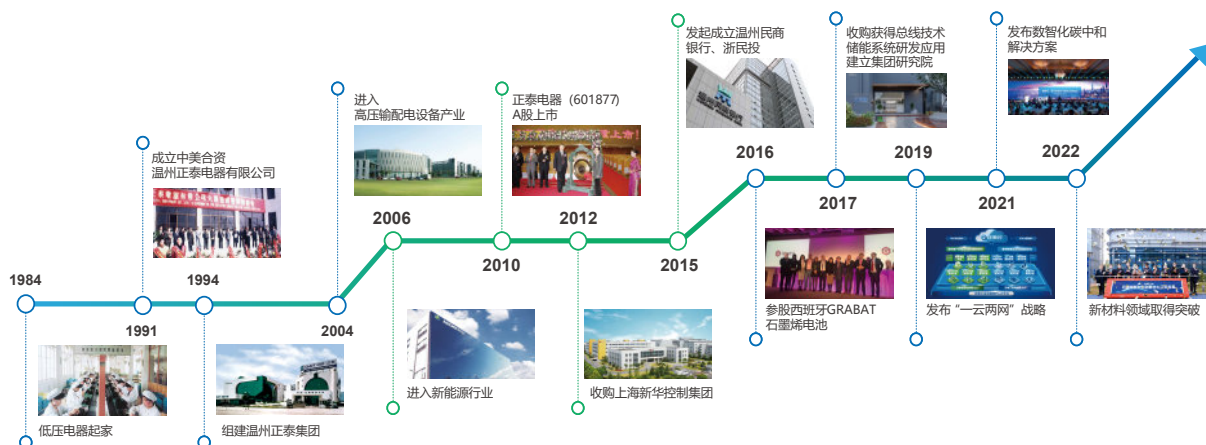 1984
低压电器起家
成立中美合资
温州正泰电器有限公司
1991
1994
组建温州正泰集团
进入
高压输配电设备产业
2004
2006
进入新能源行业
正泰电器 (601877)
A股上市
2010
2012
收购上海新华控制集团
发起成立温州民商
银行、浙民投
2015
2016
参股西班牙GRABAT
石墨烯电池
收购获得总线技术
储能系统研发应用
建立集团研究院
2017
2019
发布“一云两网”战略
发布数智化碳中和
解决方案
2021
2022
新材料领域取得突破